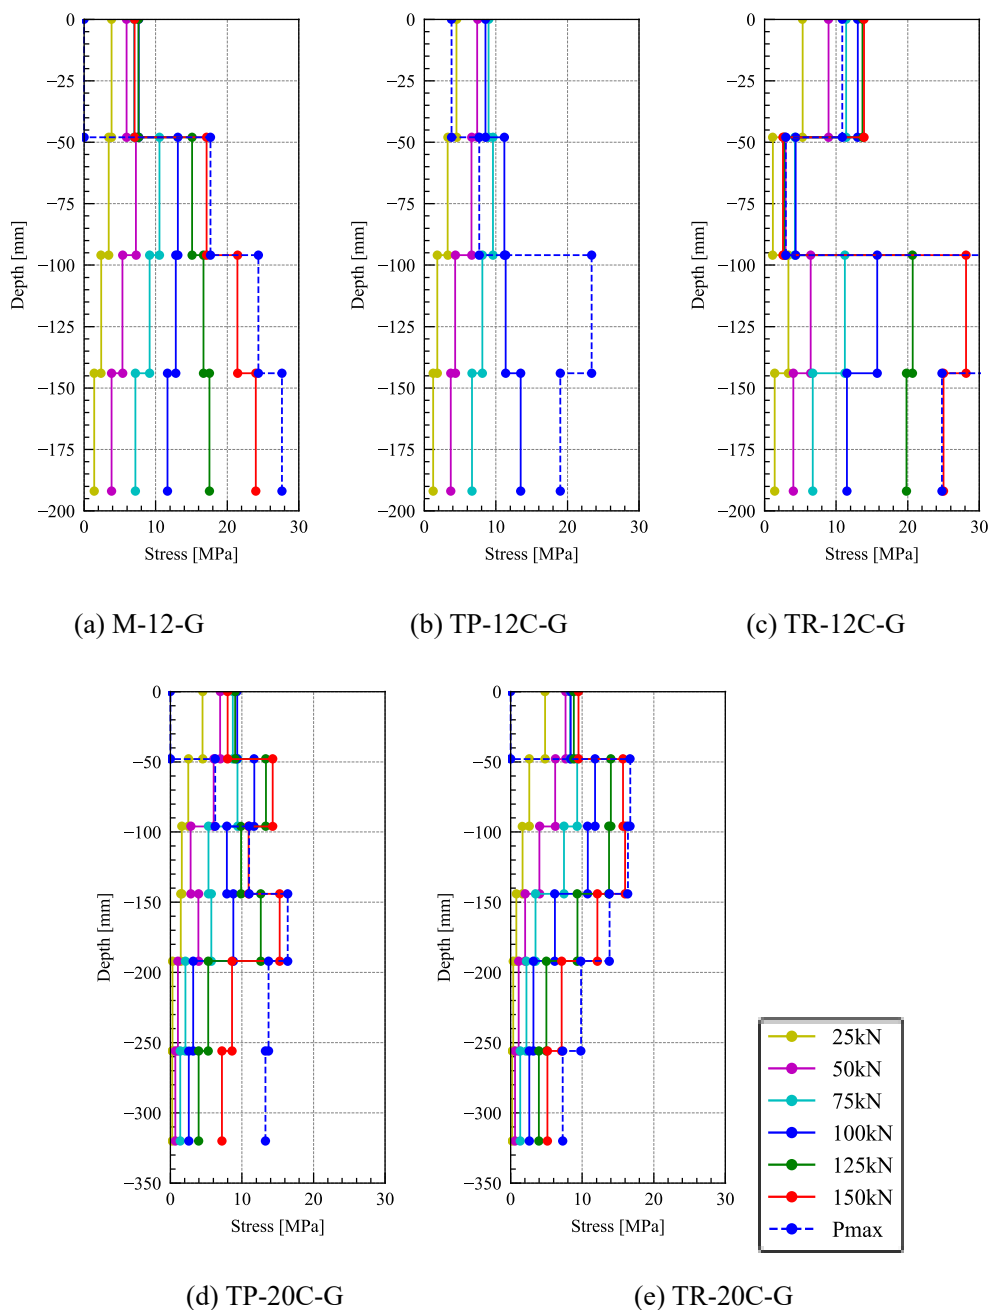 0
−25
−50
−75
−100
−125
−150
−175
−200
Depth [mm]
0 10 20 30
Stress [MPa]
(a) M-12-G
0
−25
−50
−75
−100
−125
−150
−175
−200
Depth [mm]
0 10 20 30
Stress [MPa]
(b) TP-12C-G
0
−25
−50
−75
−100
−125
−150
−175
−200
Depth [mm]
0 10 20 30
Stress [MPa]
(c) TR-12C-G
0
−50
−100
−150
−200
−250
−300
−350
Depth [mm]
0 10 20 30
Stress [MPa]
(d) TP-20C-G
0
−50
−100
−150
−200
−250
−300
−350
Depth [mm]
0 10 20 30
Stress [MPa]
(e) TR-20C-G
25kN
50kN
75kN
100kN
125kN
150kN
Pmax